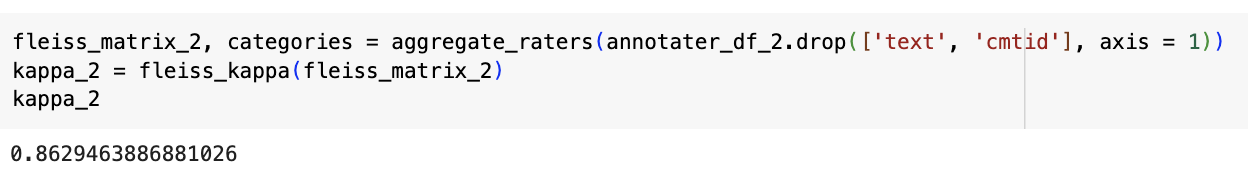 fleiss_matrix_2, categories = aggregate_raters(annotater_df_2.drop(['text', 'cmtid'], axis = 1))
kappa_2 = fleiss_kappa(fleiss_matrix_2)
kappa_2
0.8629463886881026